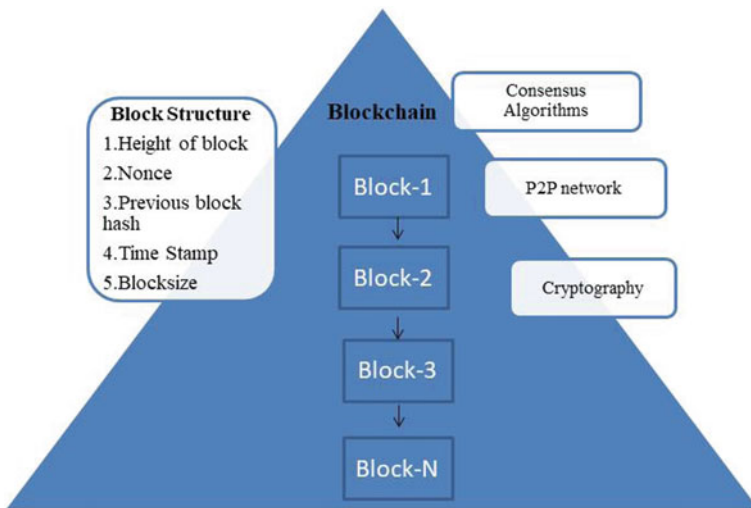 Block Structure
1.Height of block
2.Nonce
3.Previous block
hash
4.Time Stamp
5.Blocksize
Blockchain
Block-1
Block-2
Block-3
Block-N
Consensus
Algorithms
P2P network
Cryptography